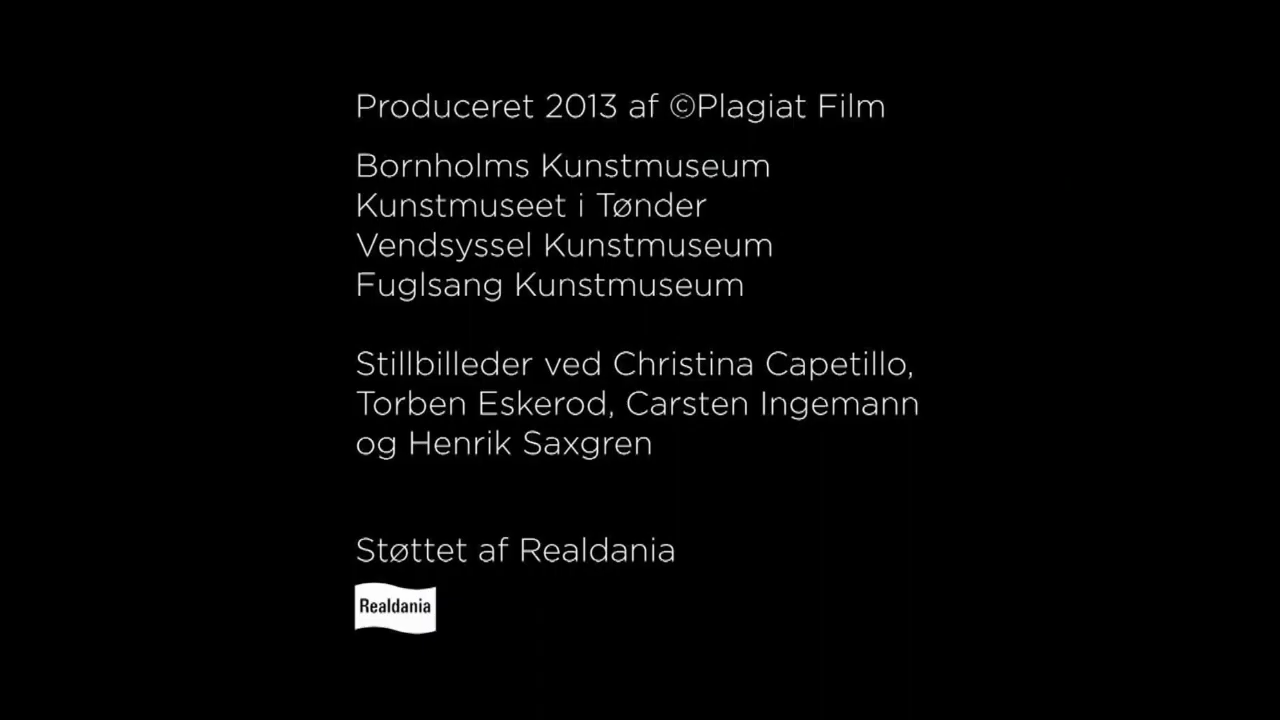 Produceret 2013 af ©Plagiat Film
Bornholms Kunstmuseum
Kunstmuseet i Tønder
Vendsyssel Kunstmuseum
Fuglsang Kunstmuseum
Stillbilleder ved Christina Capetillo,
Torben Eskerod, Carsten Ingemann
og Henrik Saxgren
Støttet af Realdania
Realdania